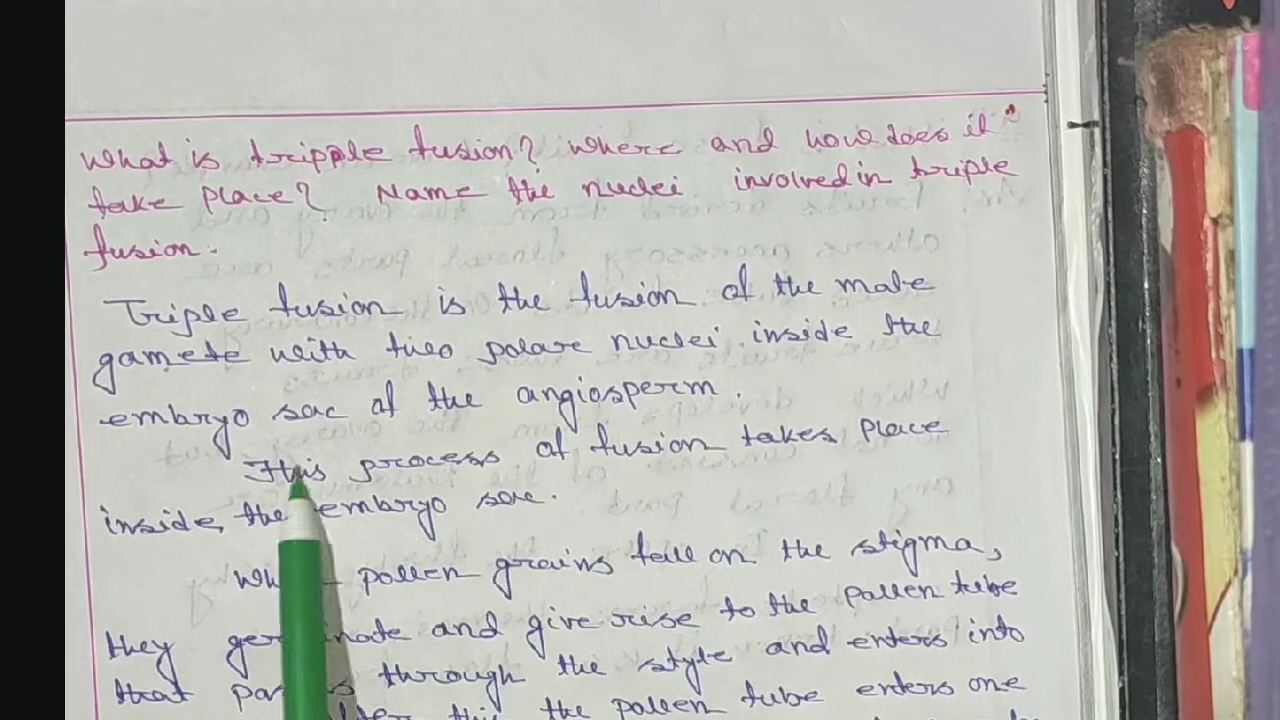 What is tripple fusion? Where and how does it
take place? Name the nuclei involved in triple
fusion.
Triple fusion is the fusion of the male
gamete with two polar nuclei inside the
embryo sac of the angiosperm.
This process of fusion takes place
inside, the embryo sac.
pollen grains fall on the stigma,
they and give rise to the pollen tube
that through the style and enters into
this the pollen tube enters one